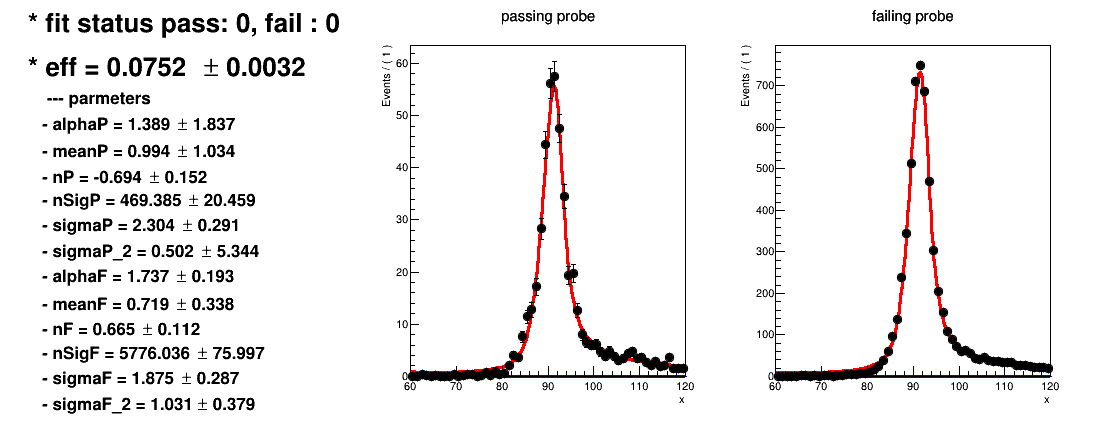 * fit status pass: 0, fail : 0
* eff = 0.0752 ± 0.0032
--- parmeters
- alphaP = 1.389 ± 1.837
- meanP = 0.994 ± 1.034
- nP = -0.694 ± 0.152
- nSigP = 469.385 ± 20.459
- sigmaP = 2.304 ± 0.291
- sigmaP_2 = 0.502 ± 5.344
- alphaF = 1.737 ± 0.193
- meanF = 0.719 ± 0.338
- nF = 0.665 ± 0.112
- nSigF = 5776.036 ± 75.997
- sigmaF = 1.875 ± 0.287
- sigmaF_2 = 1.031 ± 0.379
passing probe
Events / ( 1 )
60
50
40
30
20
10
0
60 70 80 90 100 110 120
x
failing probe
Events / ( 1 )
700
600
500
400
300
200
100
0
60 70 80 90 100 110 120
x